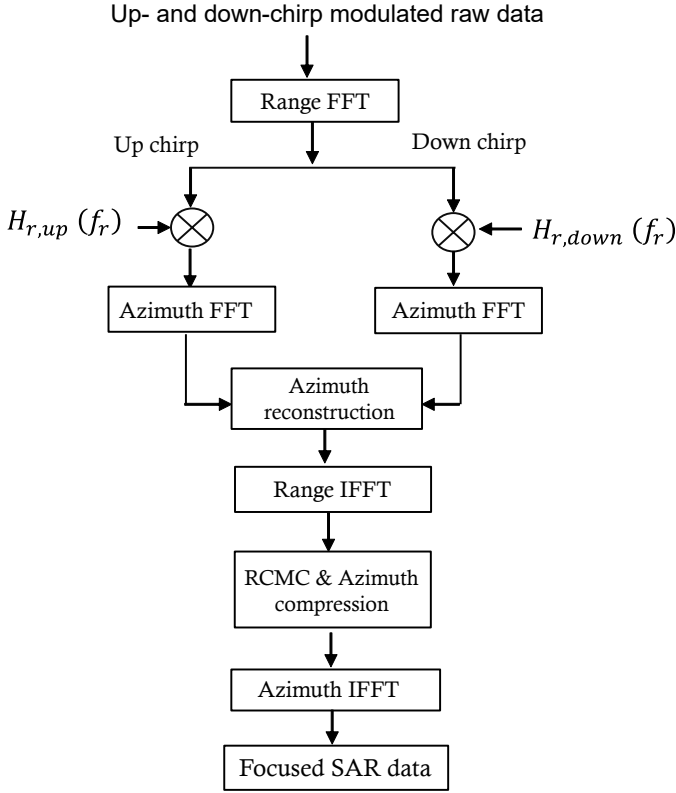 Up- and down-chirp modulated raw data
Range FFT
Up chirp
Down chirp
H_{r,up} (f_r)
H_{r,down} (f_r)
Azimuth FFT
Azimuth FFT
Azimuth
reconstruction
Range IFFT
RCMC & Azimuth
compression
Azimuth IFFT
Focused SAR data